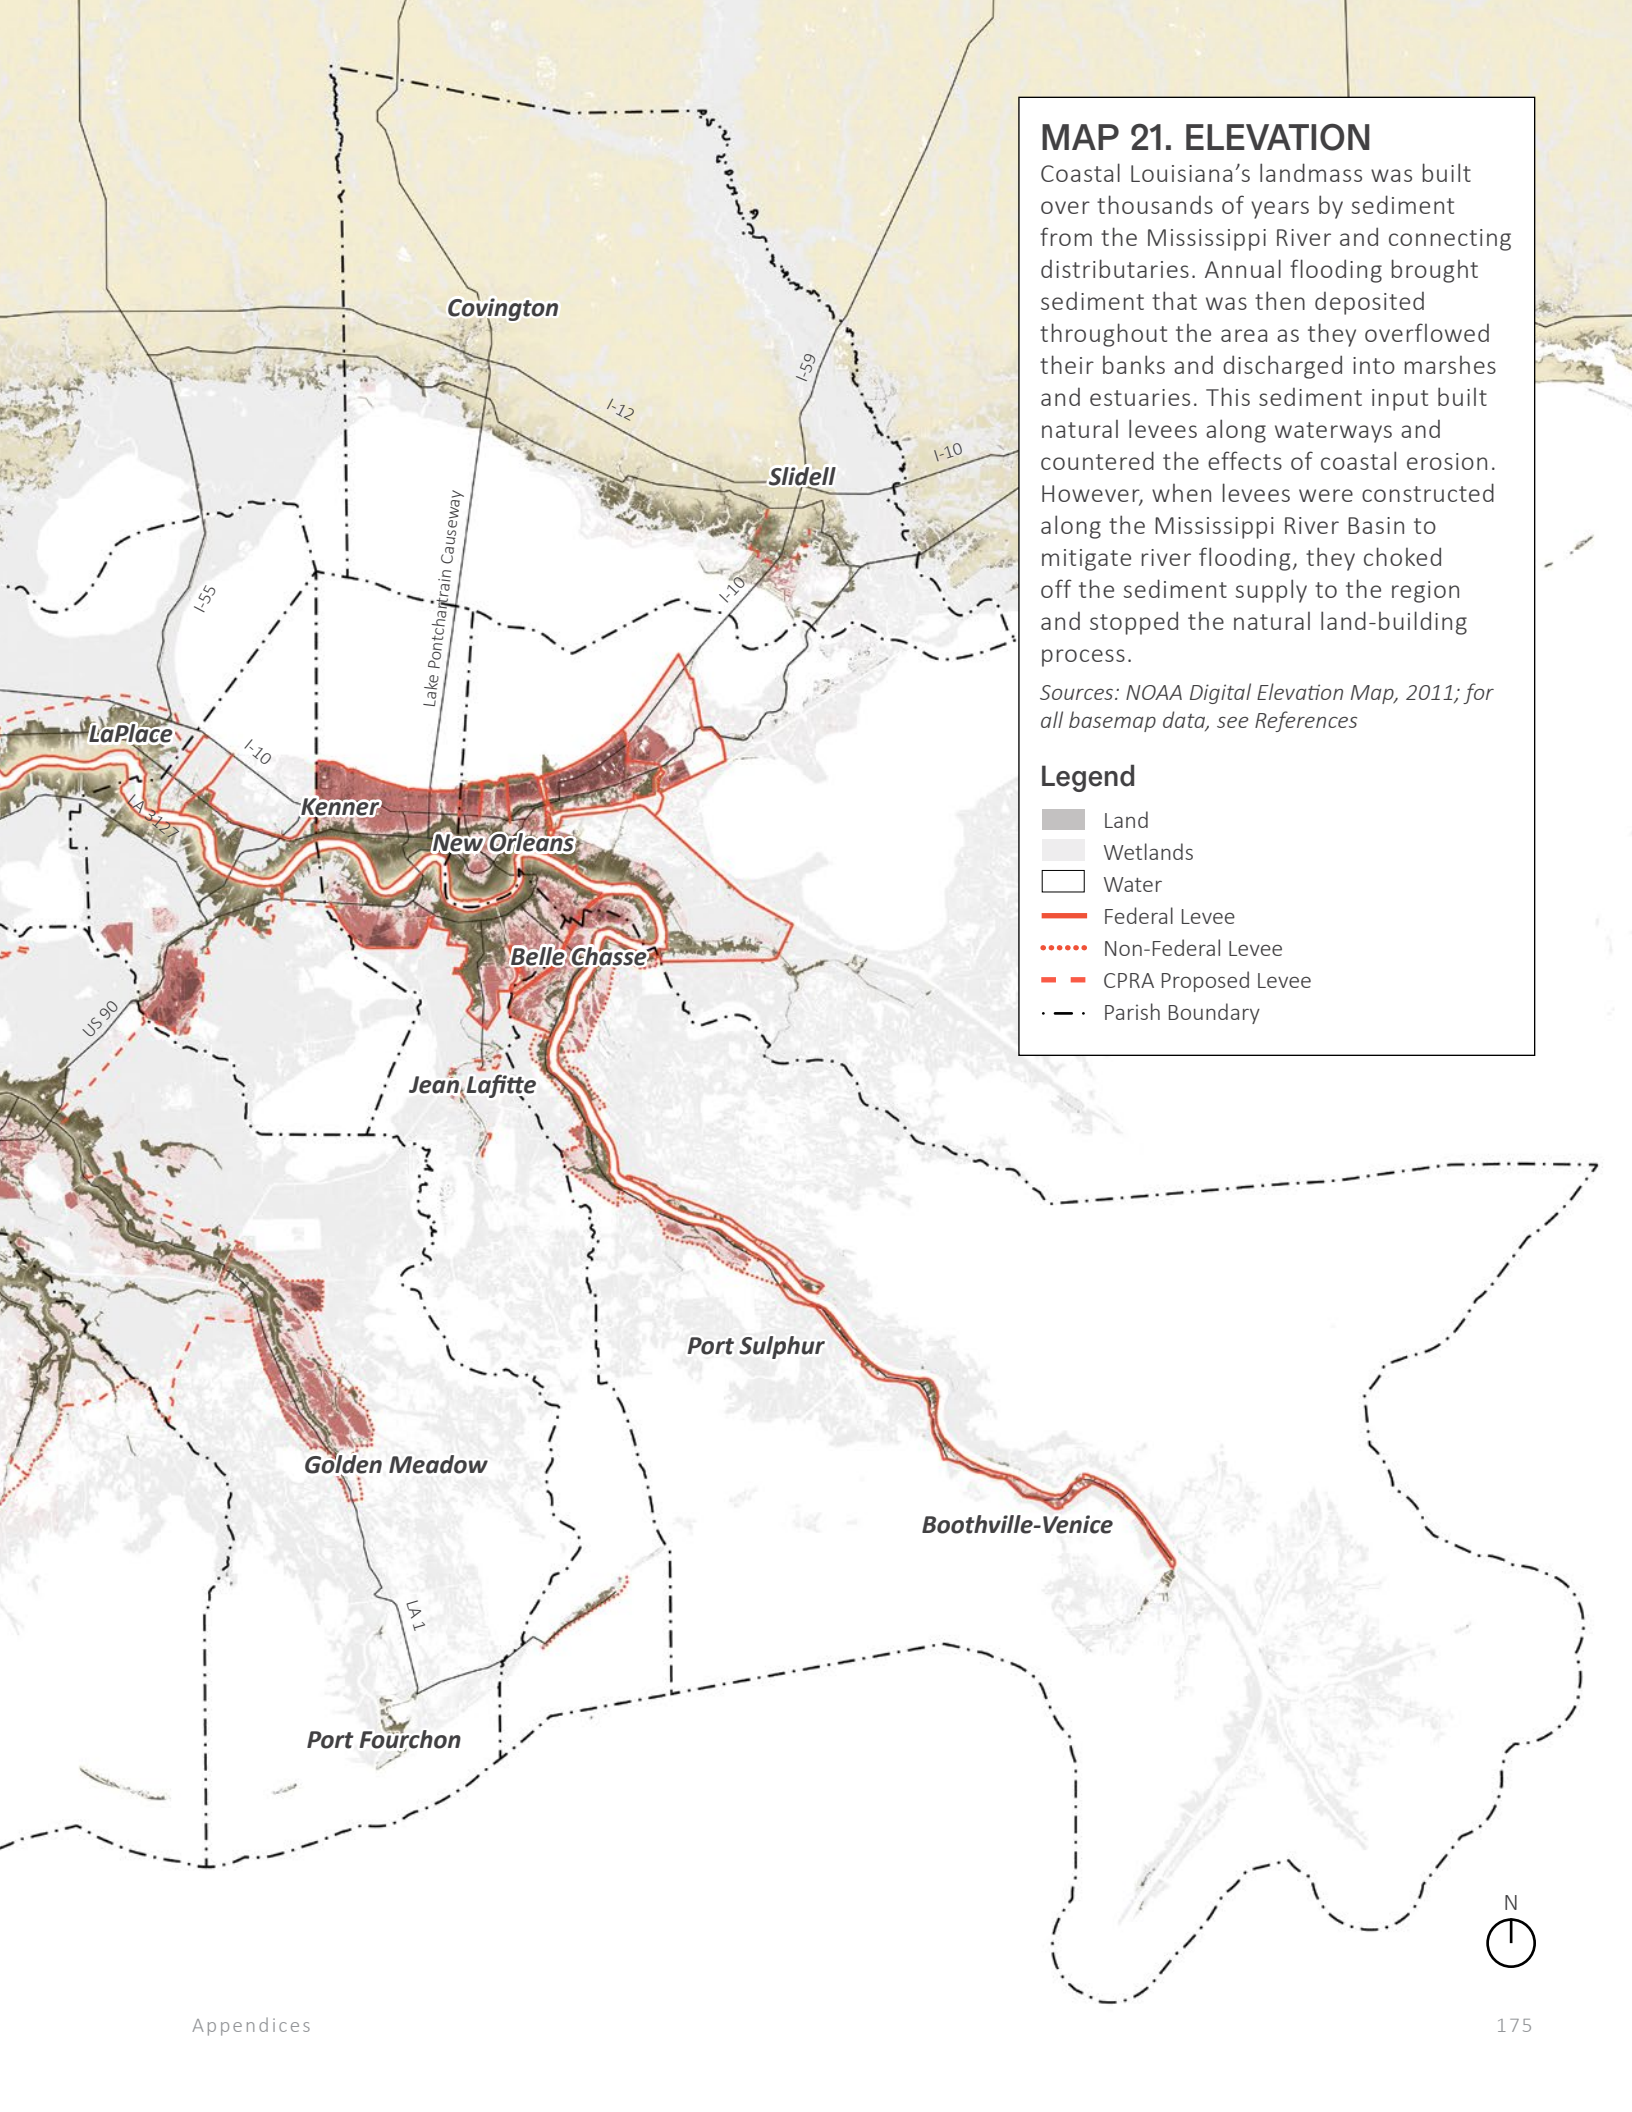 MAP 21. ELEVATION
Coastal Louisiana’s landmass was built
over thousands of years by sediment
from the Mississippi River and connecting
distributaries. Annual flooding brought
sediment that was then deposited
throughout the area as they overflowed
their banks and discharged into marshes
and estuaries. This sediment input built
natural levees along waterways and
countered the effects of coastal erosion.
However, when levees were constructed
along the Mississippi River Basin to
mitigate river flooding, they choked
off the sediment supply to the region
and stopped the natural land-building
process.
Sources: NOAA Digital Elevation Map, 2011; for
all basemap data, see References
Legend
Land
Wetlands
Water
Federal Levee
Non-Federal Levee
CPRA Proposed Levee
Parish Boundary
Covington
I-59
I-12
I-10
Slidell
Lake Pontchartrain Causeway
I-55
I-10
LaPlace
I-10
Kenner
LA 3127
New Orleans
Belle Chasse
US 90
Jean Lafitte
Port Sulphur
Golden Meadow
Boothville-Venice
LA 1
Port Fourchon
N
Appendices
175